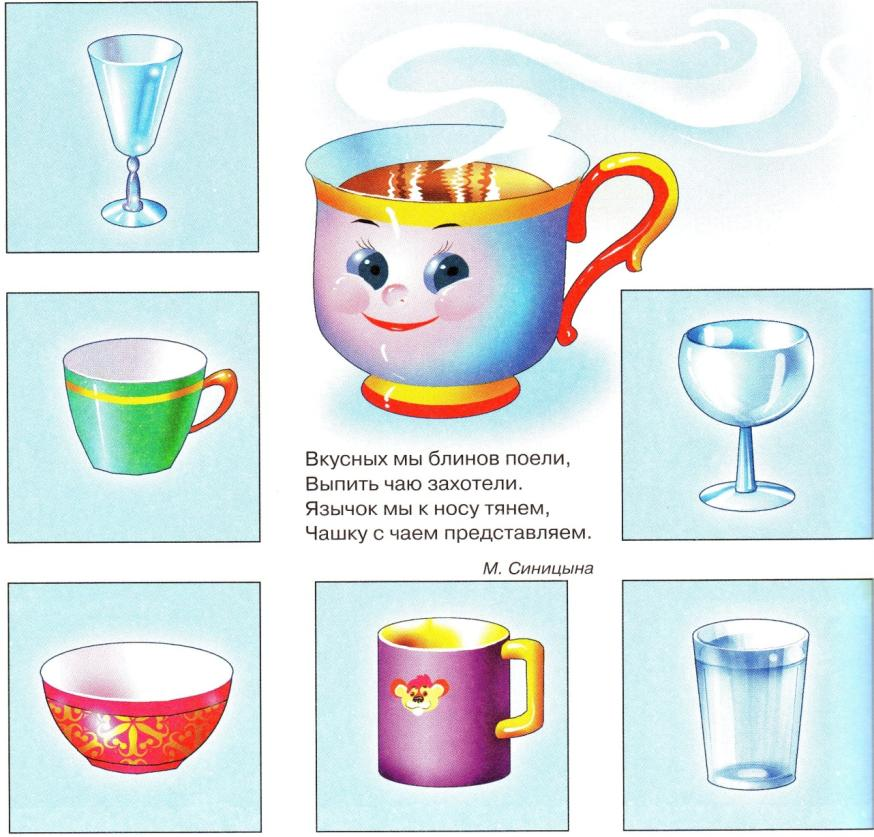 Вкусных мы блинов поели,
Выпить чаю захотели.
Язычок мы к носу тянем,
Чашку с чаем представляем.
М. Синицына